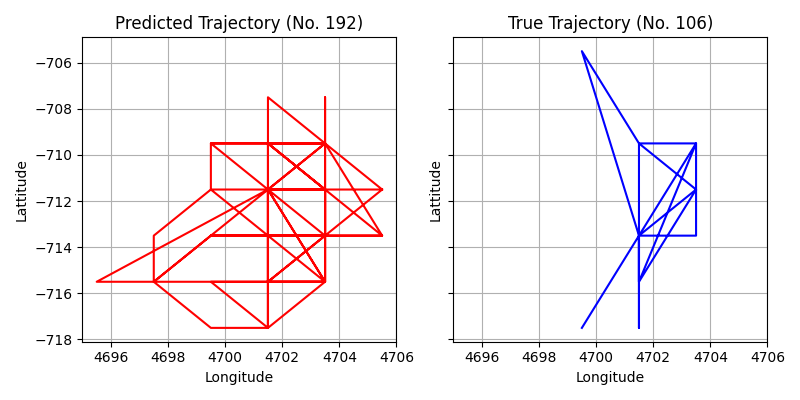 Predicted Trajectory (No. 192)
True Trajectory (No. 106)
−706
−708
−710
−712
−714
−716
−718
Lattitude
Lattitude
4696 4698 4700 4702 4704 4706
4696 4698 4700 4702 4704 4706
Longitude
Longitude